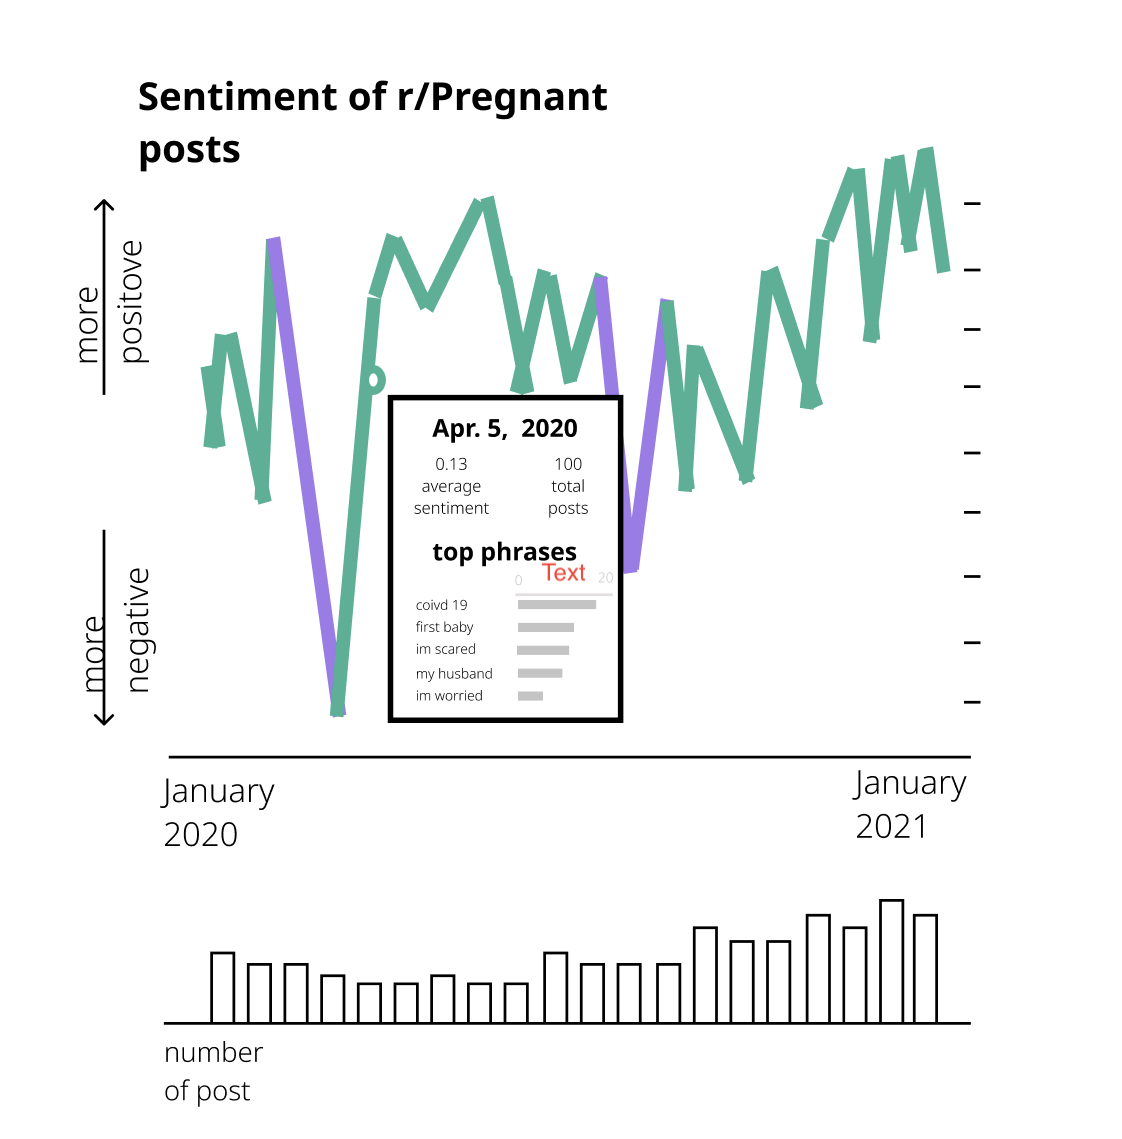 Sentiment of r/Pregnant
posts
more
positove
more
negative
Apr. 5, 2020
0.13
average
sentiment
100
total
posts
top phrases
Text
0
20
coivd 19
first baby
im scared
my husband
im worried
January
2020
January
2021
number
of post